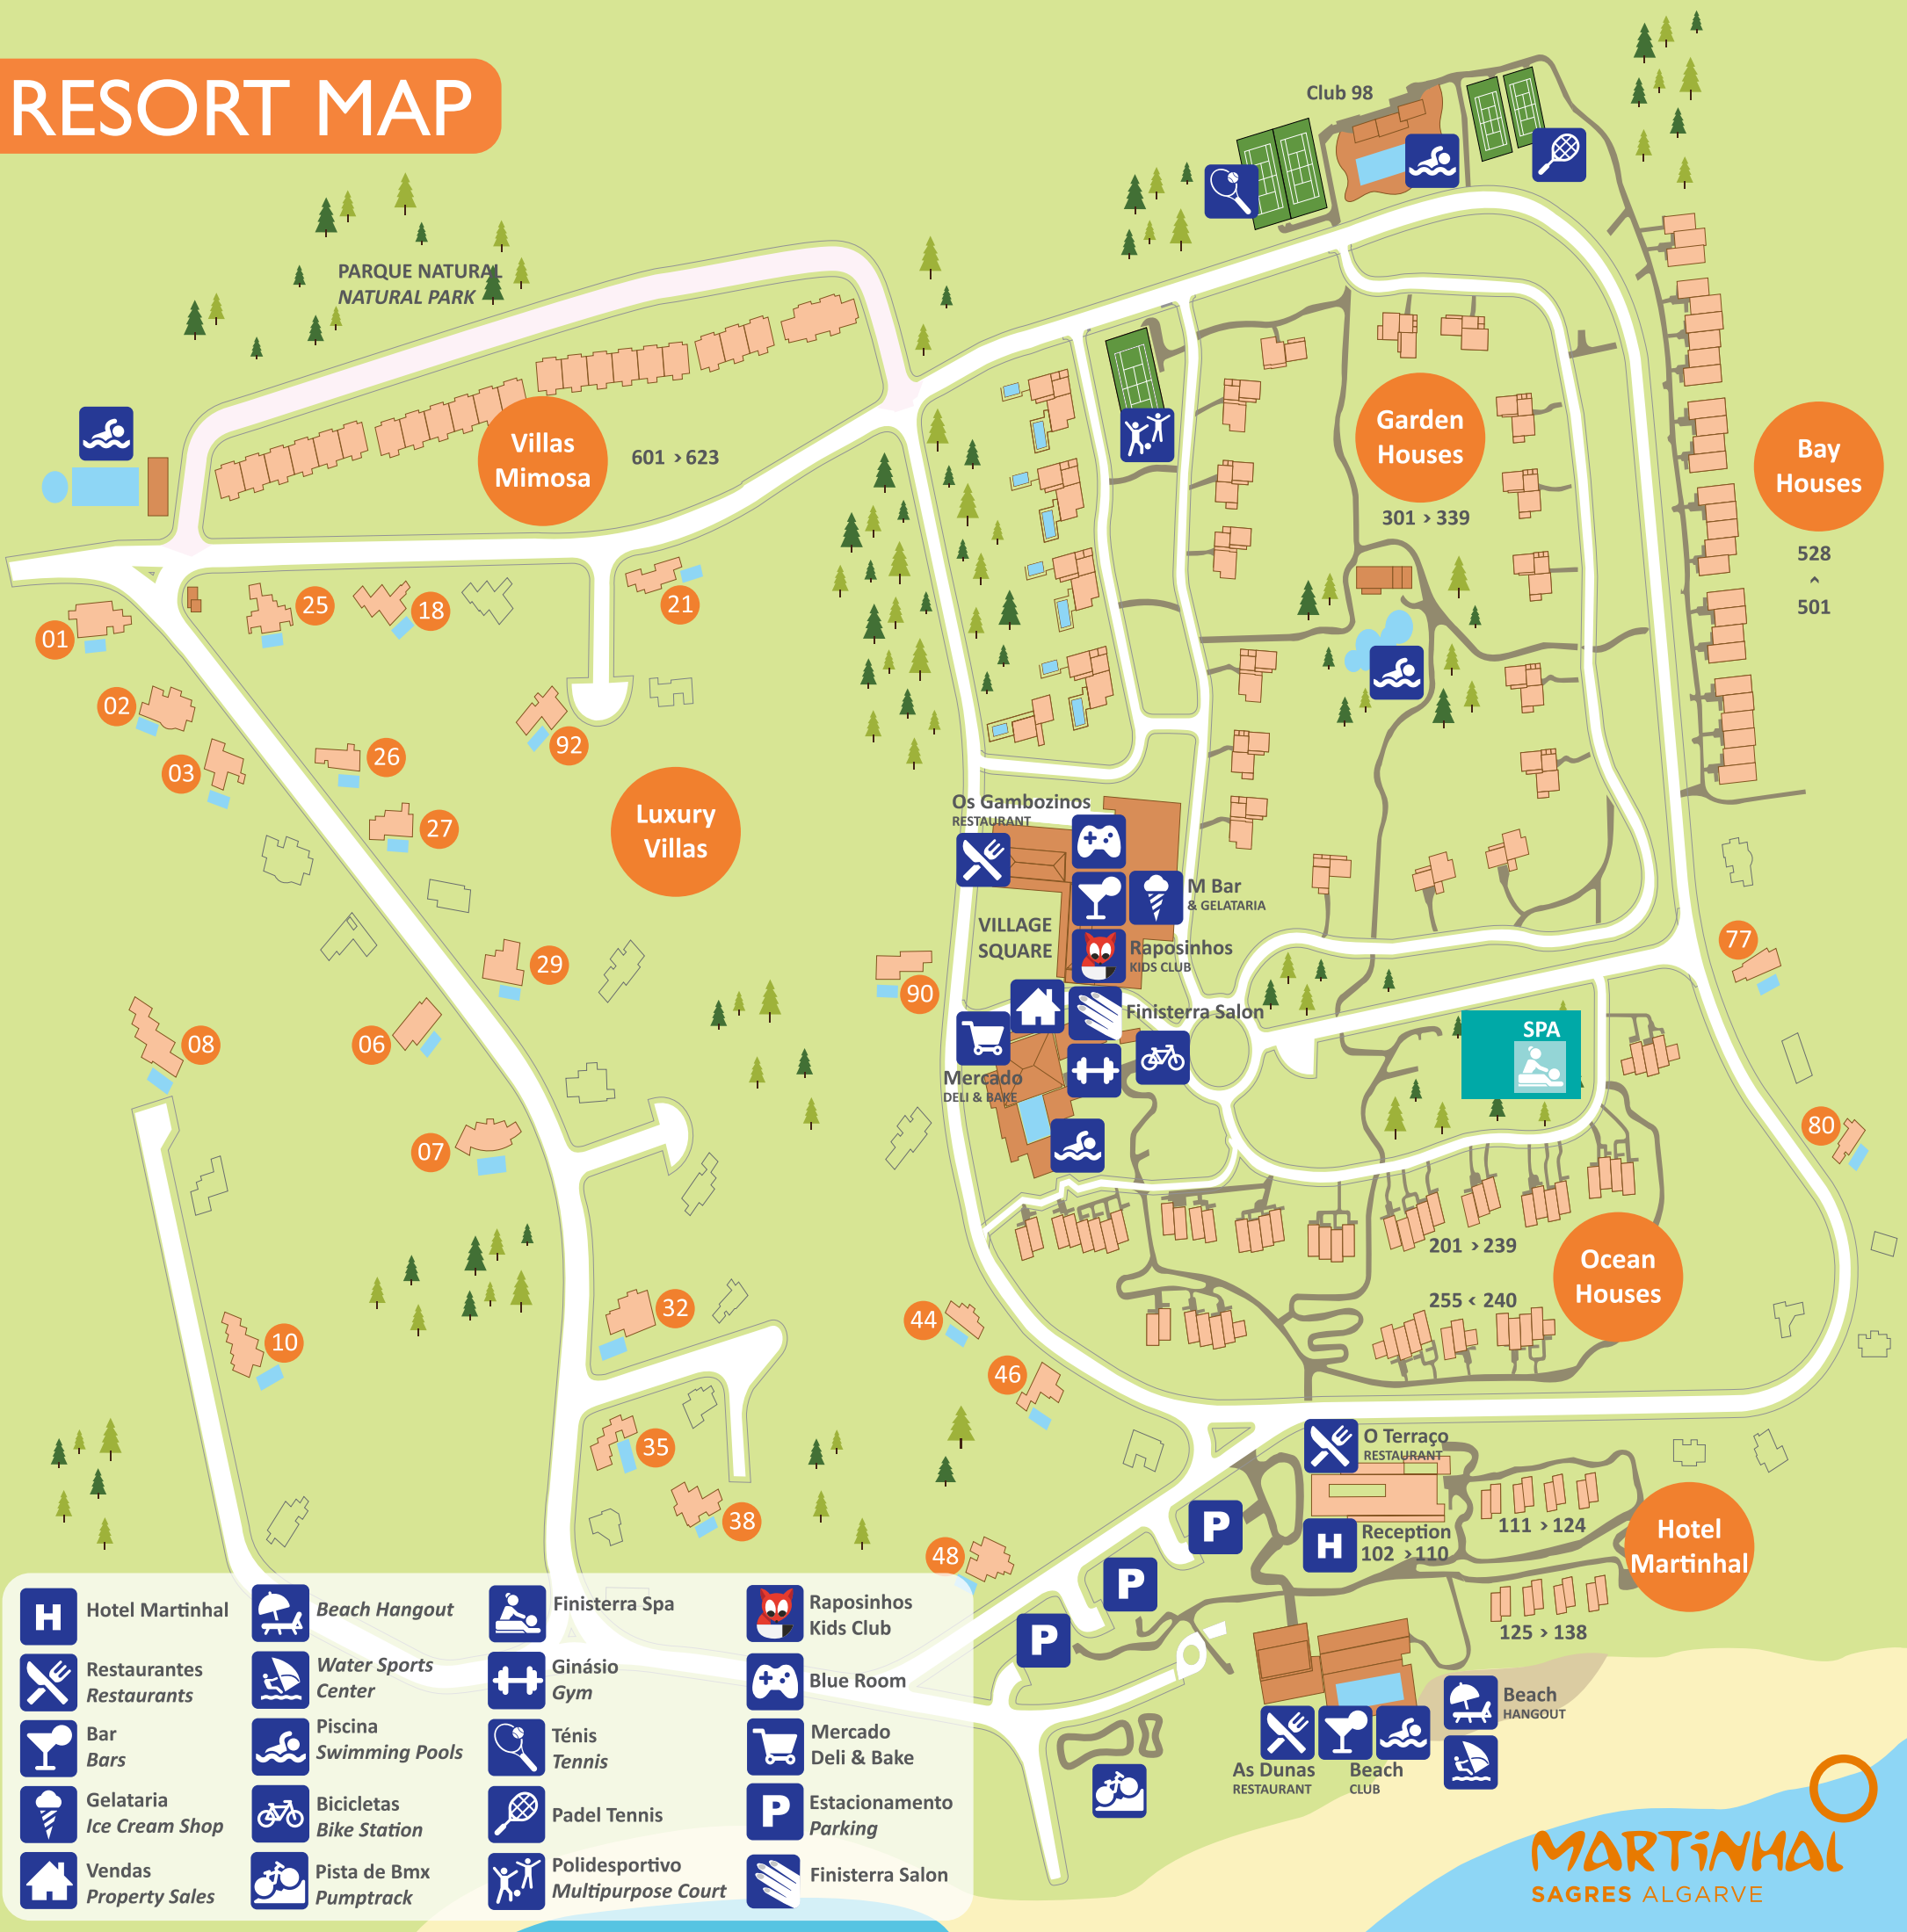 RESORT MAP
Club 98
PARQUE NATURAL
NATURAL PARK
Villas
Mimosa
601 > 623
Garden
Houses
301 > 339
Bay
Houses
528
^
501
01
25
18
21
02
03
26
92
27
Luxury
Villas
29
90
08
06
07
77
80
10
32
44
46
35
38
48
Os Gambozinos
RESTAURANT
M Bar
& GELATARIA
VILLAGE
SQUARE
Raposinhos
KIDS CLUB
Finisterra Salon
Mercado
DELI & BAKE
SPA
201 > 239
Ocean
Houses
255 < 240
O Terraço
RESTAURANT
H
Reception
102 > 110
111 > 124
Hotel
Martinhal
125 > 138
P
P
P
As Dunas
RESTAURANT
Beach
CLUB
Beach
HANGOUT
H
Hotel Martinhal
Restaurantes
Restaurants
Bar
Bars
Gelataria
Ice Cream Shop
Vendas
Property Sales
Beach Hangout
Water Sports
Center
Piscina
Swimming Pools
Bicicletas
Bike Station
Pista de Bmx
Pumptrack
Finisterra Spa
Ginásio
Gym
Ténis
Tennis
Padel Tennis
Polidesportivo
Multipurpose Court
Raposinhos
Kids Club
Blue Room
Mercado
Deli & Bake
P
Estacionamento
Parking
Finisterra Salon
MARTiNHAL
SAGRES ALGARVE